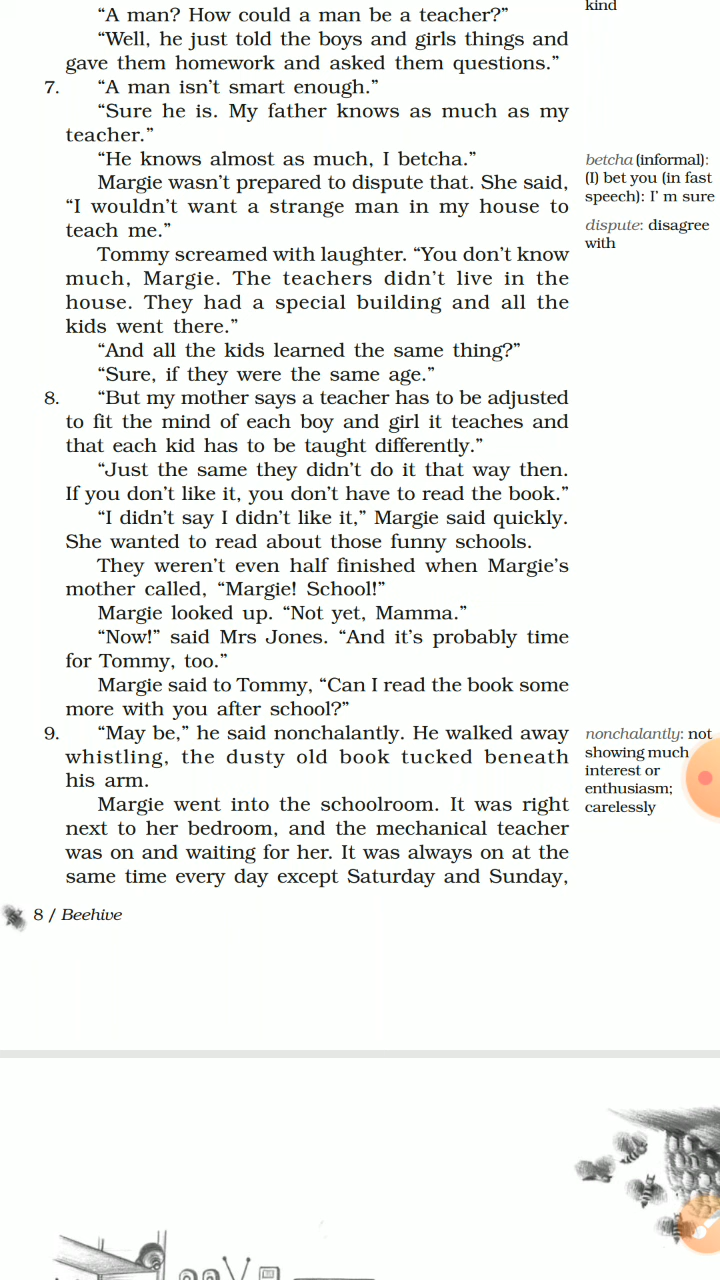 “A man? How could a man be a teacher?”
kind
“Well, he just told the boys and girls things and
gave them homework and asked them questions.”
7. “A man isn’t smart enough.”
“Sure he is. My father knows as much as my
teacher.”
“He knows almost as much, I betcha.”
betcha (informal):
(I) bet you (in fast
speech): I’ m sure
Margie wasn’t prepared to dispute that. She said,
“I wouldn’t want a strange man in my house to
teach me.”
dispute: disagree
with
Tommy screamed with laughter. “You don’t know
much, Margie. The teachers didn’t live in the
house. They had a special building and all the
kids went there.”
“And all the kids learned the same thing?”
“Sure, if they were the same age.”
8. “But my mother says a teacher has to be adjusted
to fit the mind of each boy and girl it teaches and
that each kid has to be taught differently.”
“Just the same they didn’t do it that way then.
If you don’t like it, you don’t have to read the book.”
“I didn’t say I didn’t like it,” Margie said quickly.
She wanted to read about those funny schools.
They weren’t even half finished when Margie’s
mother called, “Margie! School!”
Margie looked up. “Not yet, Mamma.”
“Now!” said Mrs Jones. “And it’s probably time
for Tommy, too.”
Margie said to Tommy, “Can I read the book some
more with you after school?”
9. “May be,” he said nonchalantly. He walked away
whistling, the dusty old book tucked beneath
his arm.
nonchalantly: not
showing much
interest or
enthusiasm;
carelessly
Margie went into the schoolroom. It was right
next to her bedroom, and the mechanical teacher
was on and waiting for her. It was always on at the
same time every day except Saturday and Sunday,
8 / Beehive